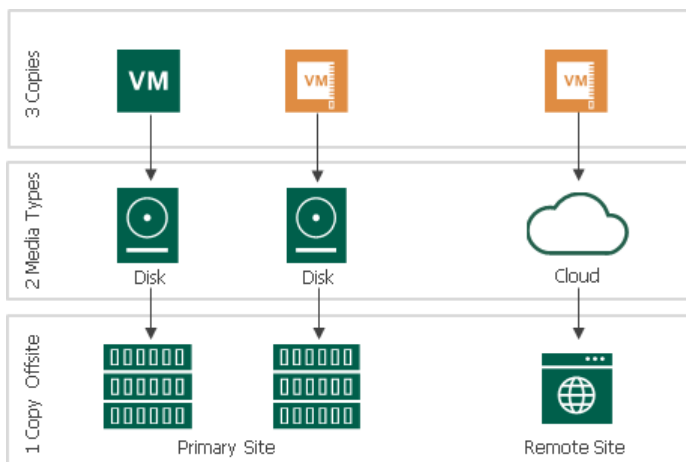 3 Copies
VM
VM
VM
2 Media Types
Disk
Disk
Cloud
1 Copy Offsite
Primary Site
Remote Site